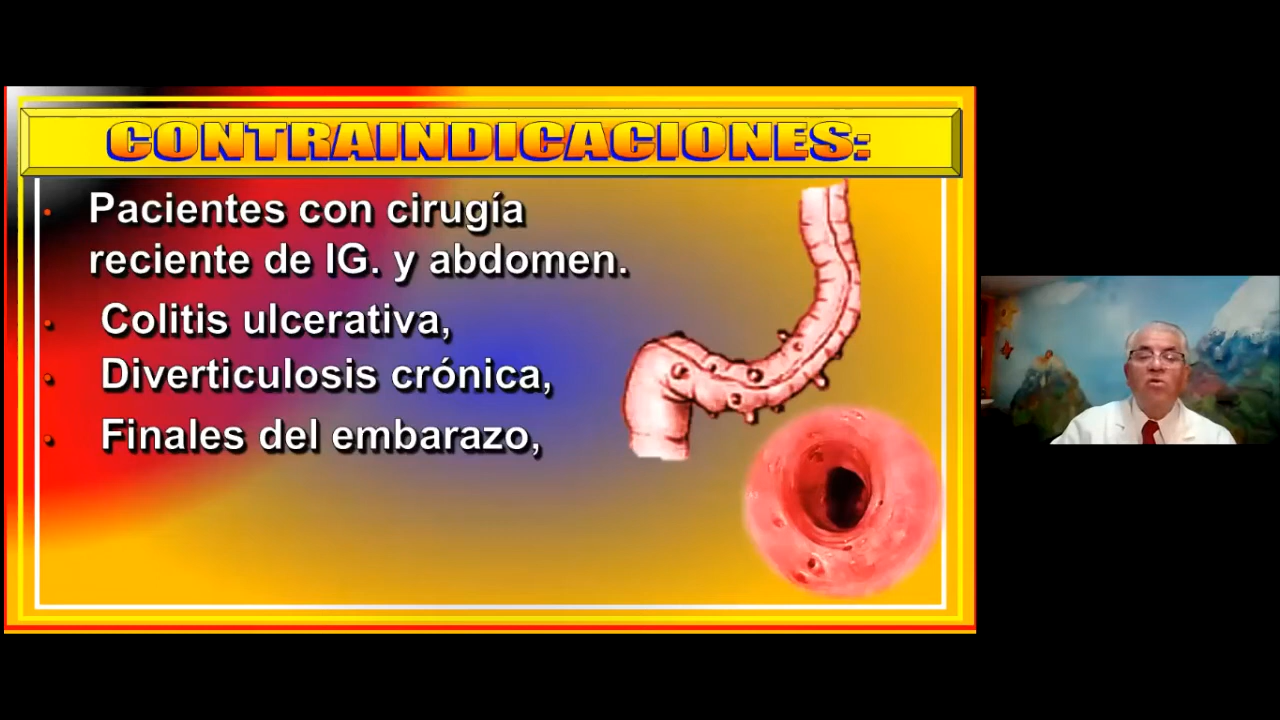 CONTRAINDICACIONES:
Pacientes con cirugía
reciente de IG. y abdomen.
Colitis ulcerativa,
Diverticulosis crónica,
Finales del embarazo,